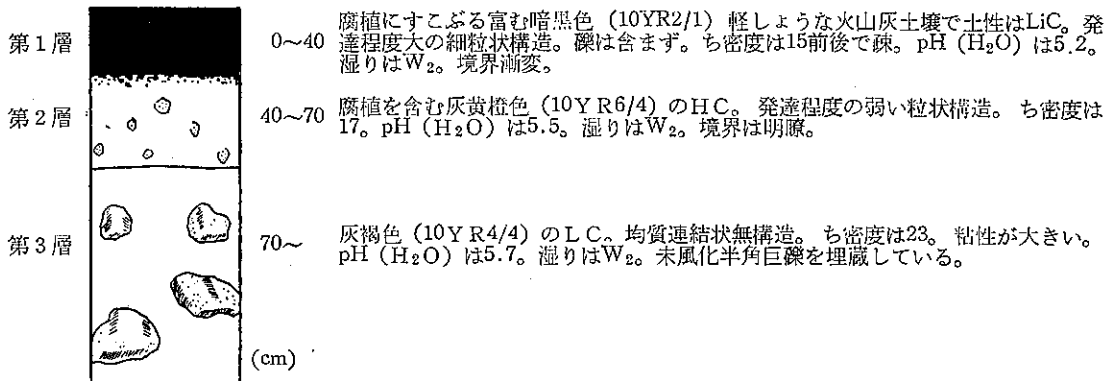 第1層
0~40
腐植にすこぶる富む暗黒色 (10YR2/1) 軽しょうな火山灰土壌で土性はLiC。発
達程度大の細粒状構造。礫は含まず。ち密度は15前後で疎。pH (H₂O) は5.2。
湿りはW₂。境界漸変。
第2層
40~70
腐植を含む灰黄橙色 (10YR6/4) のHC。発達程度の弱い粒状構造。ち密度は
17。pH (H₂O) は5.5。湿りはW₂。境界は明瞭。
第3層
70~
灰褐色 (10YR4/4) のLC。均質連結状無構造。ち密度は23。粘性が大きい。
pH (H₂O) は5.7。湿りはW₂。未風化半角巨礫を埋蔵している。
(cm)